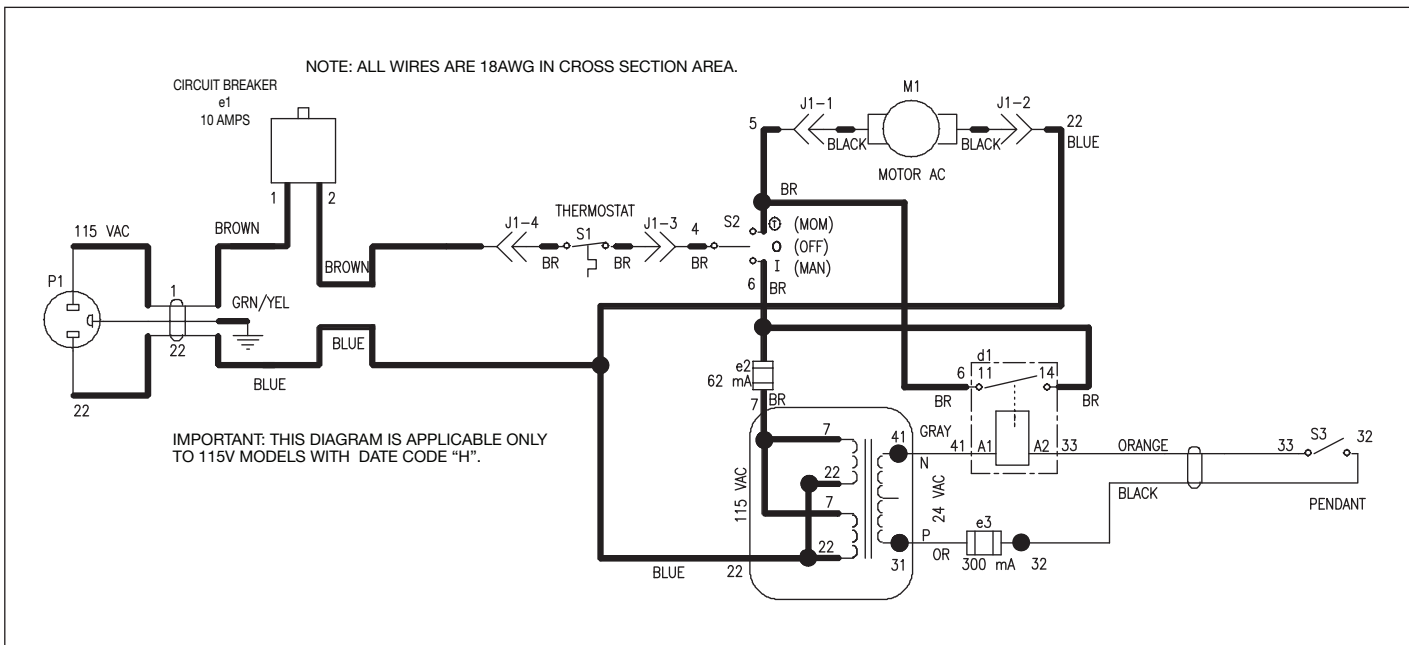 NOTE: ALL WIRES ARE 18AWG IN CROSS SECTION AREA.
CIRCUIT BREAKER
e1
10 AMPS
1
2
BROWN
BROWN
115 VAC
P1
1
GRN/YEL
22
22
BLUE
BLUE
IMPORTANT: THIS DIAGRAM IS APPLICABLE ONLY
TO 115V MODELS WITH DATE CODE “H”.
THERMOSTAT
J1-4
S1
J1-3
4
BR
BR
BR
S2
T (MOM)
O (OFF)
I (MAN)
5
J1-1
M1
J1-2
22
BLACK
BLACK
BLUE
MOTOR AC
BR
6
BR
e2
62 mA
BR
7
d1
6
11
14
BR
BR
7
22
7
22
115 VAC
BLUE
22
41
GRAY
N
24 VAC
P
OR
31
41
A1
A2
33
ORANGE
33
S3
32
BLACK
PENDANT
e3
300 mA
32